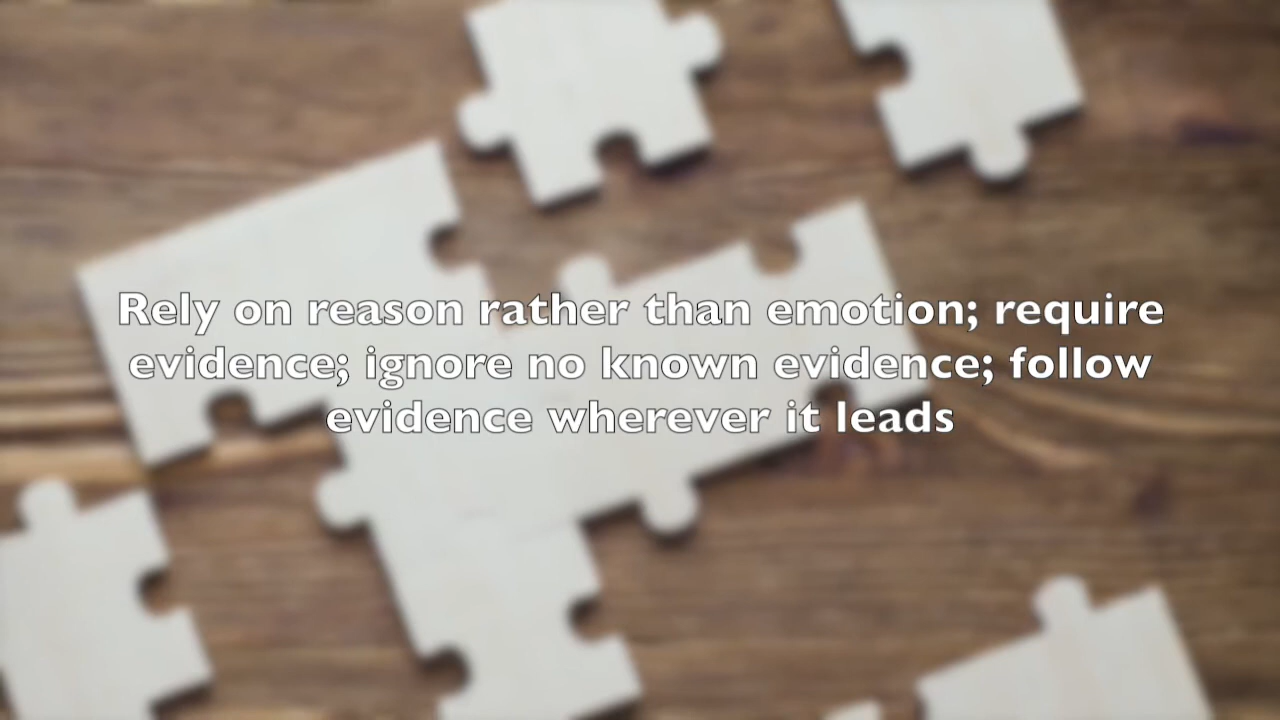 Rely on reason rather than emotion; require
evidence; ignore no known evidence; follow
evidence wherever it leads